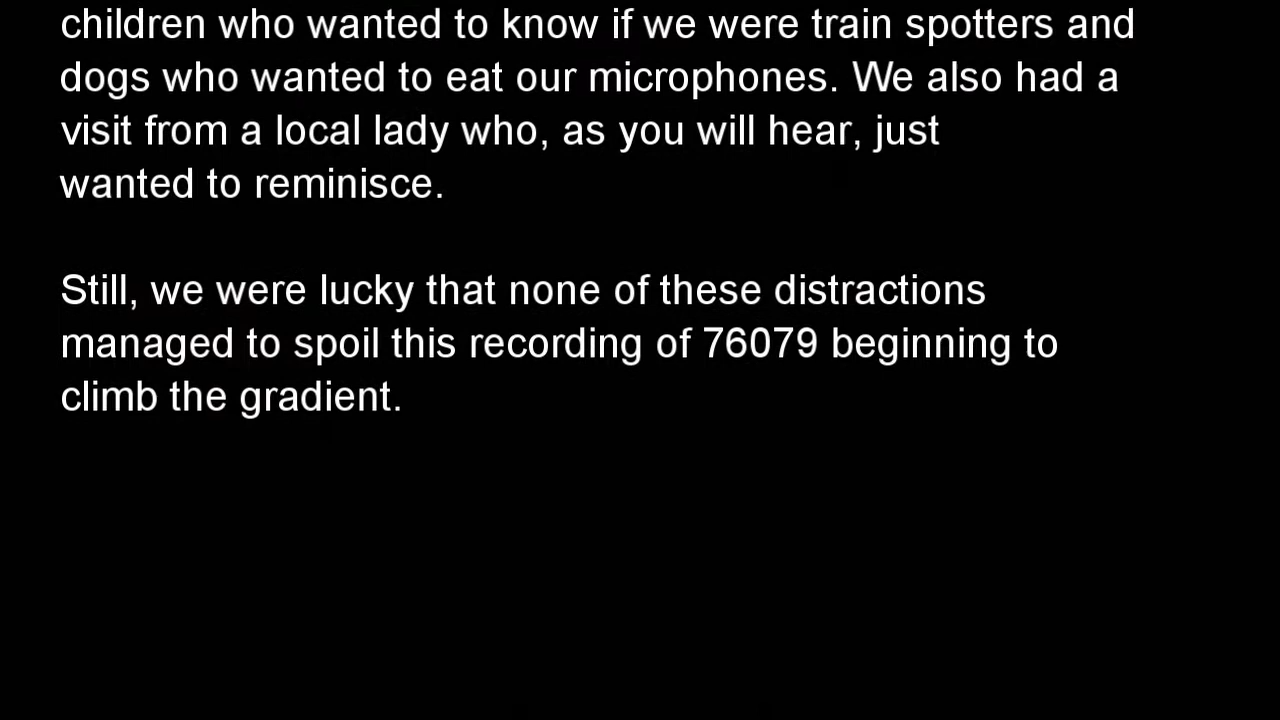 children who wanted to know if we were train spotters and
dogs who wanted to eat our microphones. We also had a
visit from a local lady who, as you will hear, just
wanted to reminisce.
Still, we were lucky that none of these distractions
managed to spoil this recording of 76079 beginning to
climb the gradient.